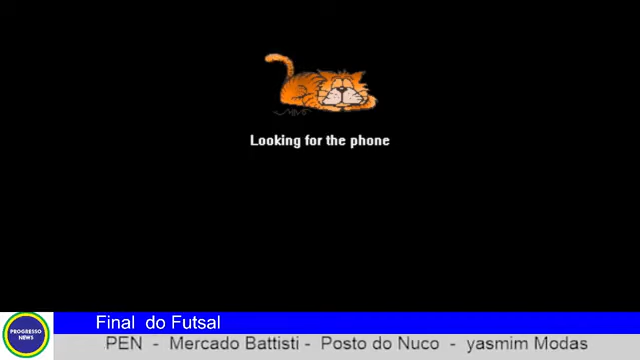 Looking for the phone
Final do Futsal
PROGRESSO
NEWS
PEN - Mercado Battisti - Posto do Nuco - yasmim Modas